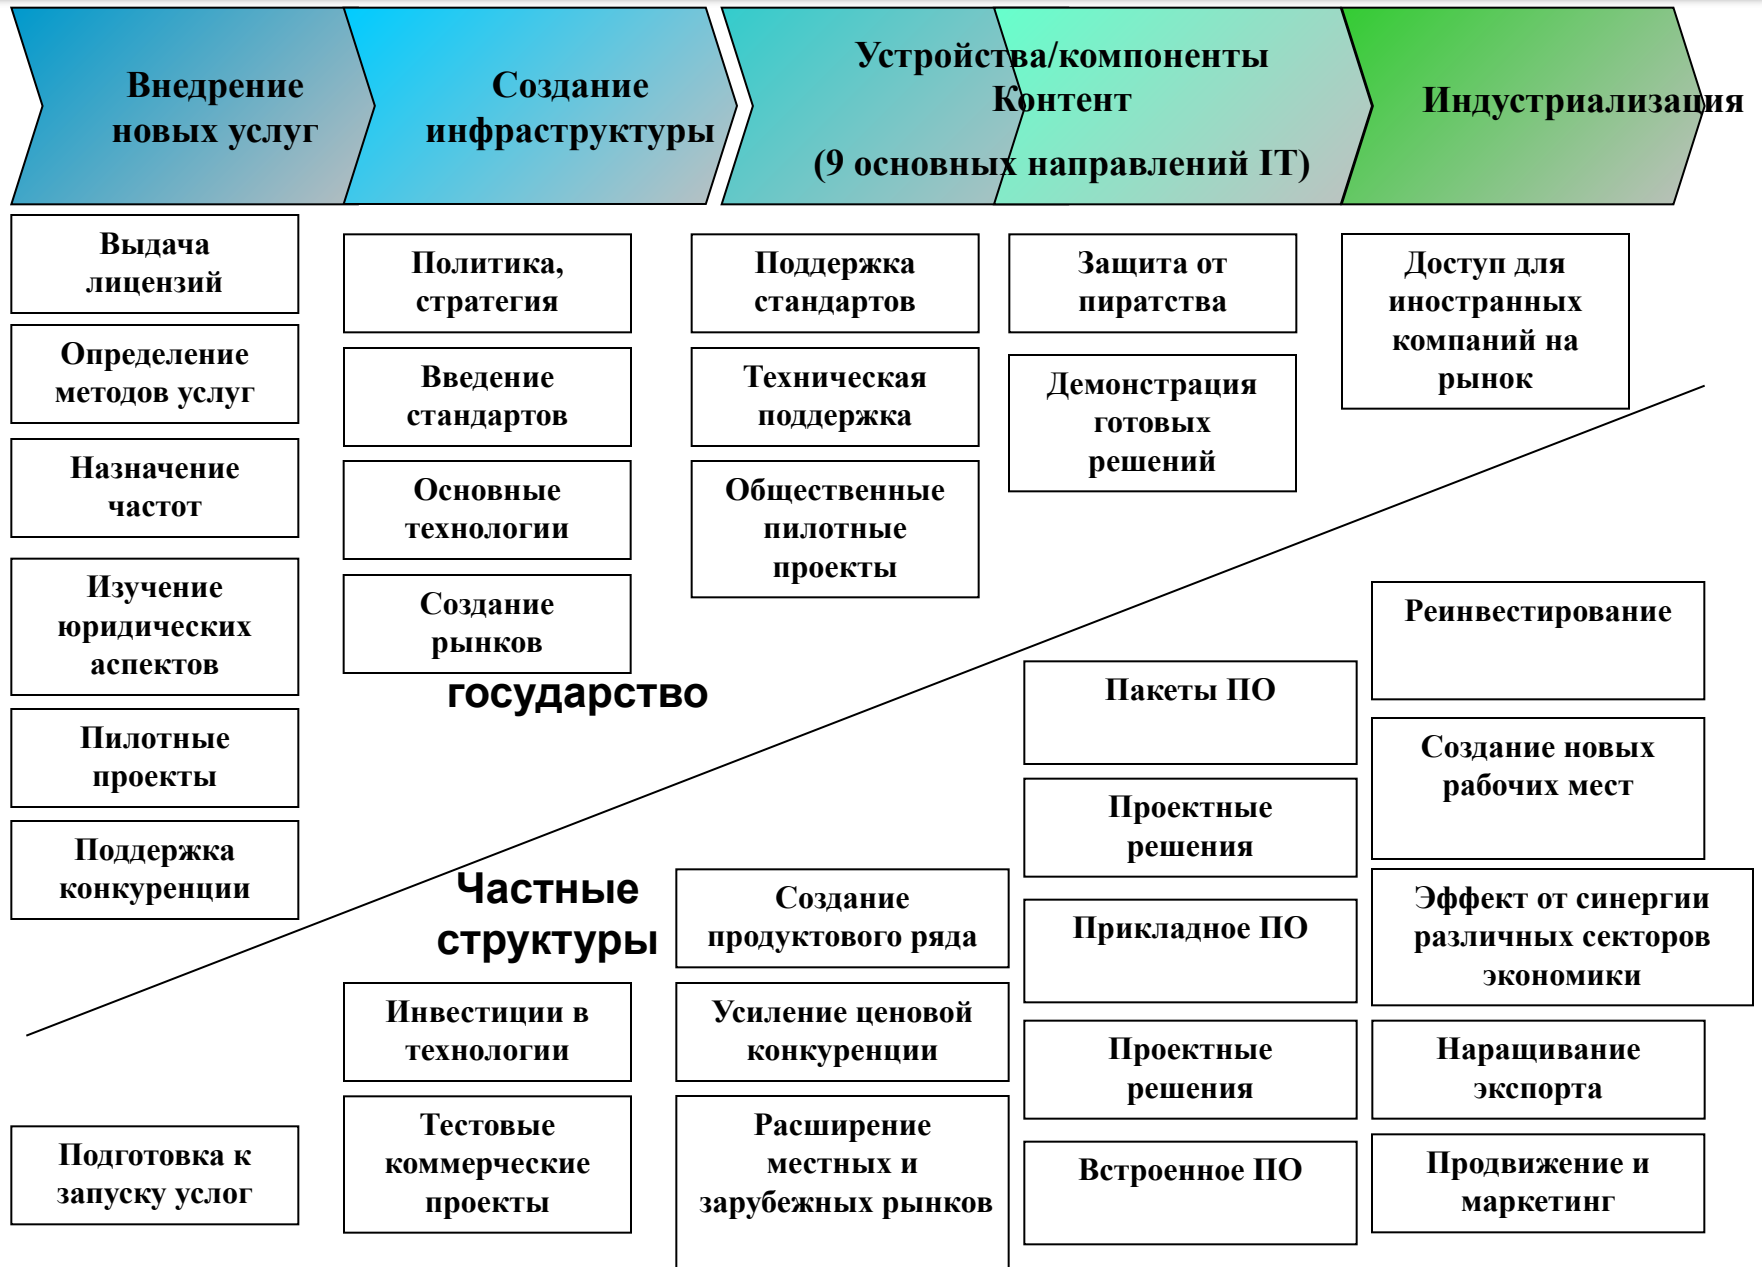 Внедрение
новых услуг
Создание
инфраструктуры
Устройства/компоненты
Контент
(9 основных направлений IT)
Индустриализация
Выдача
лицензий
Определение
методов услуг
Назначение
частот
Изучение
юридических
аспектов
Пилотные
проекты
Поддержка
конкуренции
Политика,
стратегия
Введение
стандартов
Основные
технологии
Создание
рынков
Поддержка
стандартов
Техническая
поддержка
Общественные
пилотные
проекты
Защита от
пиратства
Демонстрация
готовых
решений
Доступ для
иностранных
компаний на
рынок
государство
Частные
структуры
Подготовка к
запуску услог
Инвестиции в
технологии
Тестовые
коммерческие
проекты
Создание
продуктового ряда
Усиление ценовой
конкуренции
Расширение
местных и
зарубежных рынков
Пакеты ПО
Проектные
решения
Прикладное ПО
Проектные
решения
Встроенное ПО
Реинвестирование
Создание новых
рабочих мест
Эффект от синергии
различных секторов
экономики
Наращивание
экспорта
Продвижение и
маркетинг